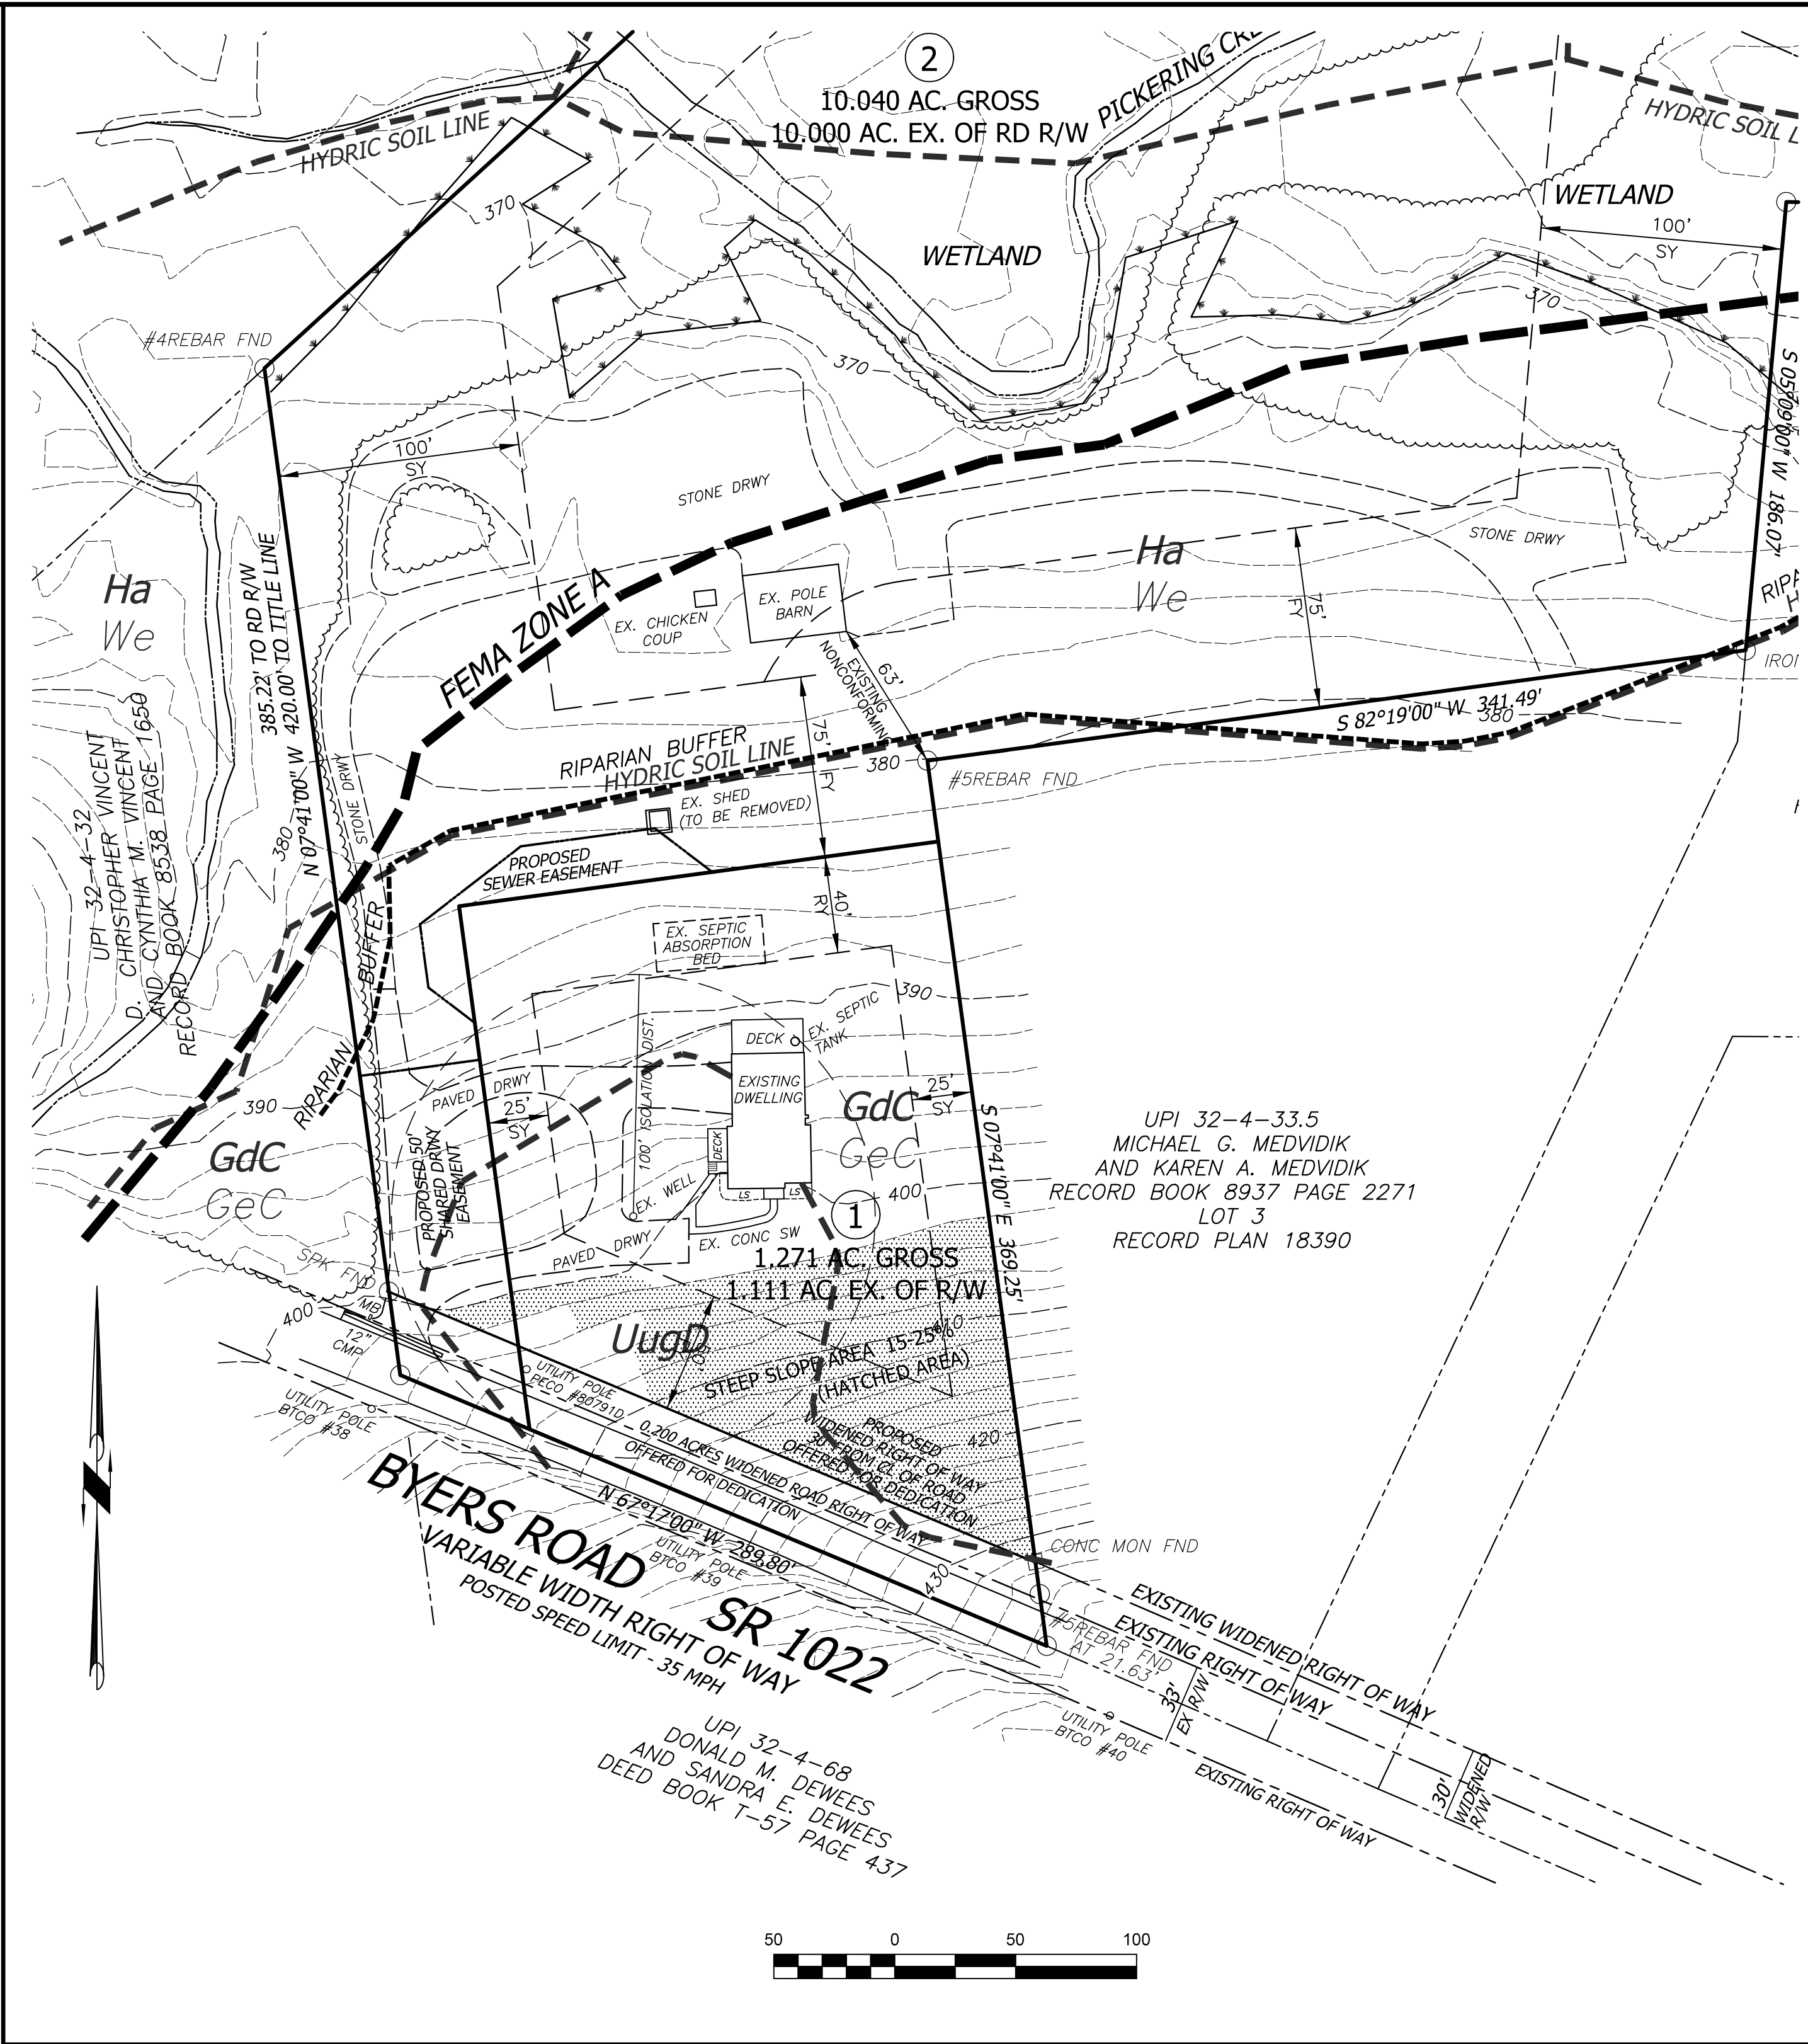 2
10.040 AC. GROSS
10.000 AC. EX. OF RD R/W
PICKERING
HYDRIC SOIL LINE
HYDRIC SOIL
370
WETLAND
WETLAND
100'
SY
370
370
#4REBAR FND
100'
SY
STONE DRWY
STONE DRWY
S 05°09'00" W 186.07'
Ha
We
Ha
We
385.22' TO RD R/W
N 07°41'00" W 420.00' TO TITLE LINE
FEMA ZONE A
EX. CHICKEN
COUP
EX. POLE
BARN
75'
FY
63'
EXISTING
NONCONFORMING
S 82°19'00" W 341.49'
380
UPI 32-4-32
CHRISTOPHER VINCENT
D.
AND CYNTHIA M. VINCENT
RECORD BOOK 8538 PAGE 1650
380
STONE DRWY
RIPARIAN BUFFER
HYDRIC SOIL LINE
75'
FY
380
#5REBAR FND
EX. SHED
(TO BE REMOVED)
PROPOSED
SEWER EASEMENT
40'
RY
EX. SEPTIC
ABSORPTION
BED
RIPARIAN BUFFER
390
390
100' ISOLATION DIST.
DECK
EX. SEPTIC
TANK
EXISTING
DWELLING
DECK
PAVED DRWY
25'
SY
25'
SY
GdC
GeC
GdC
GeC
S 07°41'00" E 369.25'
UPI 32-4-33.5
MICHAEL G. MEDVIDIK
AND KAREN A. MEDVIDIK
RECORD BOOK 8937 PAGE 2271
LOT 3
RECORD PLAN 18390
PROPOSED 50'
SHARED DRWY
EASEMENT
EX. WELL
LS
LS
400
1
PAVED DRWY
EX. CONC SW
1.271 AC. GROSS
1.111 AC. EX. OF R/W
SPK FND
MB
400
12"
CMP
UugD
410
STEEP SLOPE AREA 15-25%
(HATCHED AREA)
UTILITY POLE
PECO #80791D
UTILITY POLE
BTCO #38
PROPOSED
WIDENED RIGHT OF WAY
30' FROM CL OF ROAD
OFFERED FOR DEDICATION
420
0.200 ACRES WIDENED ROAD RIGHT OF WAY
OFFERED FOR DEDICATION
N 67°17'00" W 289.80'
UTILITY POLE
BTCO #39
430
CONC MON FND
BYERS ROAD SR 1022
VARIABLE WIDTH RIGHT OF WAY
POSTED SPEED LIMIT - 35 MPH
#5REBAR FND
AT 21.63'
EXISTING WIDENED RIGHT OF WAY
EXISTING RIGHT OF WAY
33'
EX R/W
UTILITY POLE
BTCO #40
EXISTING RIGHT OF WAY
30'
WIDENED
R/W
UPI 32-4-68
DONALD M. DEWEES
AND SANDRA E. DEWEES
DEED BOOK T-57 PAGE 437
50 0 50 100